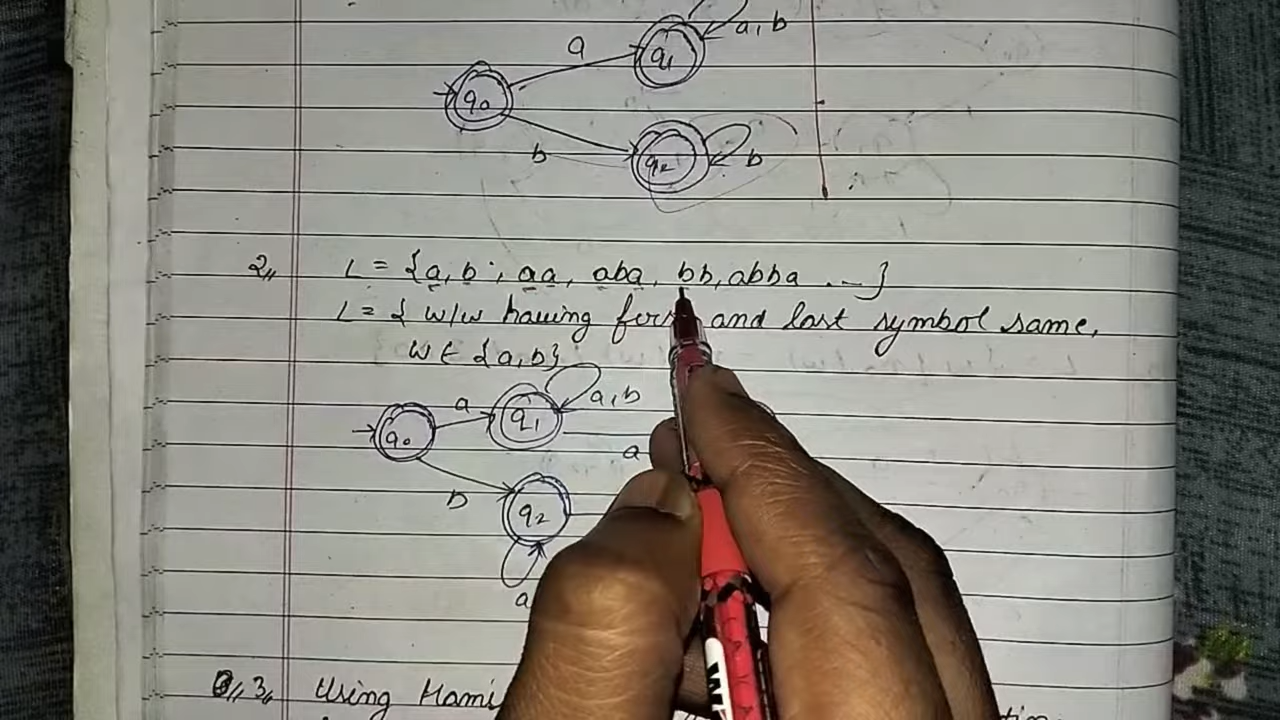 a
q1
a, b
q0
b
q2
b
2,, L = {a, b, aa, aba, bb, abba ...}
L = { w/w having first and last symbol same,
w ∈ {a, b}
a
q1
a, b
q0
a
b
q2
a
Q,, 3,, Using